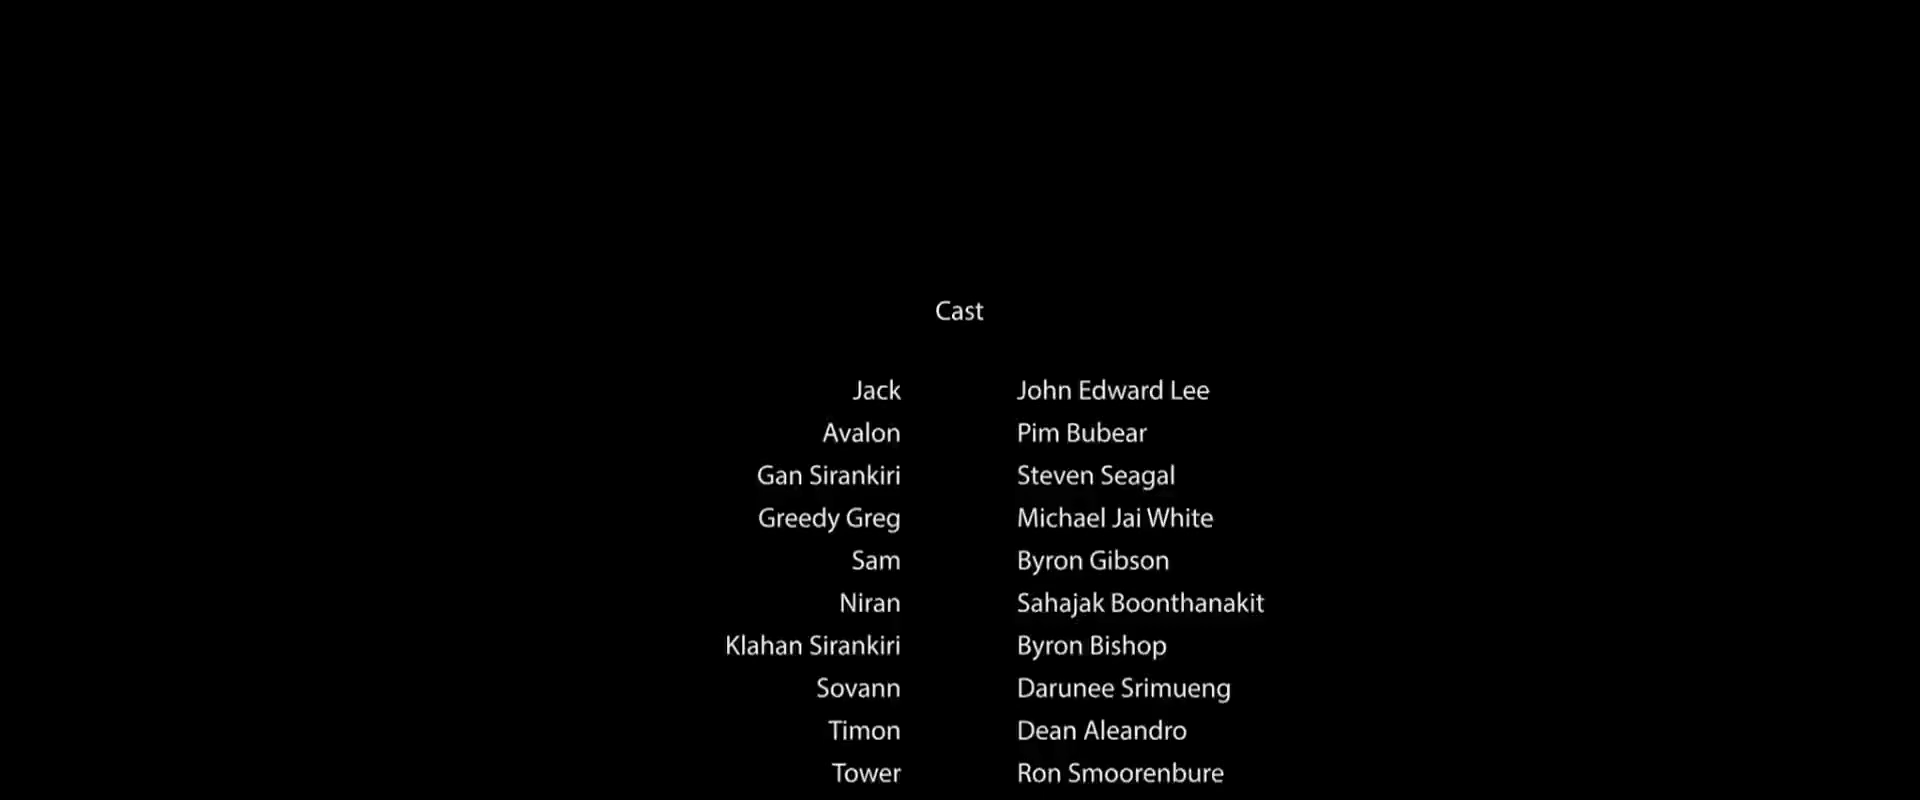 Cast
Jack John Edward Lee
Avalon Pim Bubear
Gan Sirankiri Steven Seagal
Greedy Greg Michael Jai White
Sam Byron Gibson
Niran Sahajak Boonthanakit
Klahan Sirankiri Byron Bishop
Sovann Darunee Srimueng
Timon Dean Aleandro
Tower Ron Smoorenbure